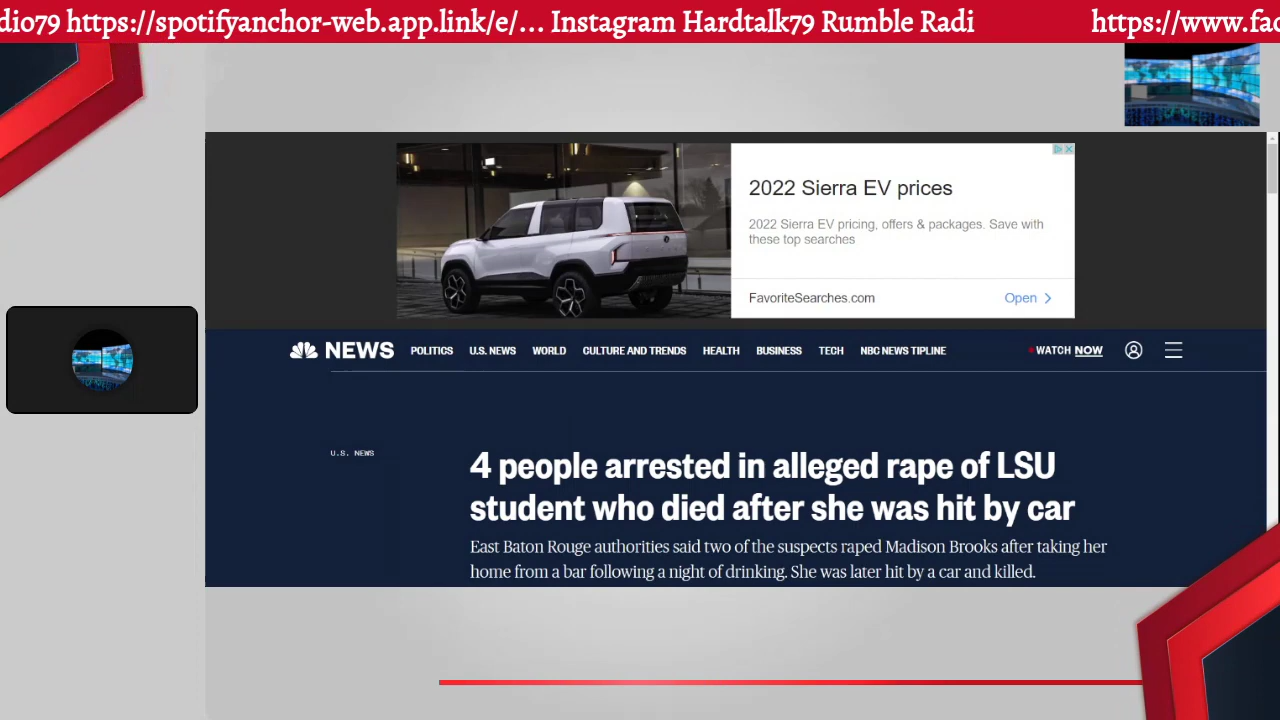 dio79 https://spotifyanchor-web.app.link/e/... Instagram Hardtalk79 Rumble Radi https://www.fac
2022 Sierra EV prices
2022 Sierra EV pricing, offers & packages. Save with
these top searches
FavoriteSearches.com Open
NEWS POLITICS U.S. NEWS WORLD CULTURE AND TRENDS HEALTH BUSINESS TECH NBC NEWS TIPLINE WATCH NOW
U.S. NEWS
4 people arrested in alleged rape of LSU
student who died after she was hit by car
East Baton Rouge authorities said two of the suspects raped Madison Brooks after taking her
home from a bar following a night of drinking. She was later hit by a car and killed.